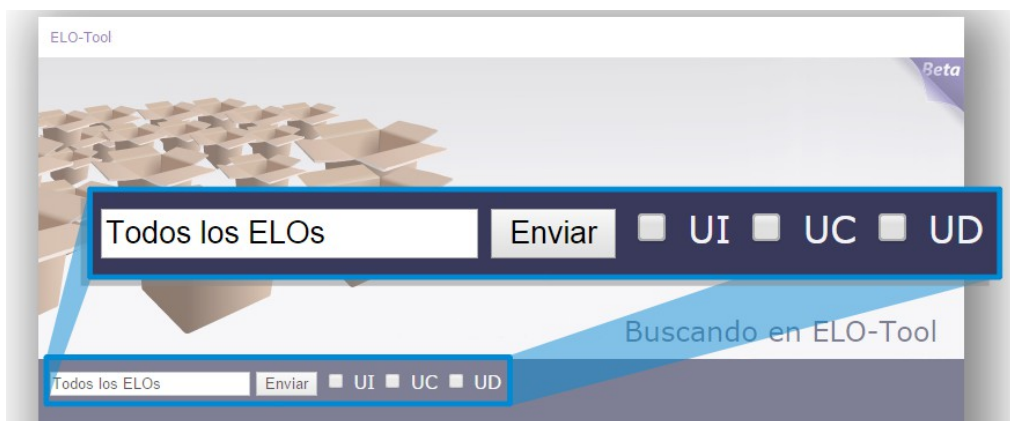 ELO-Tool
Beta
Todos los ELOs Enviar UI UC UD
Buscando en ELO-Tool
Todos los ELOs Enviar UI UC UD